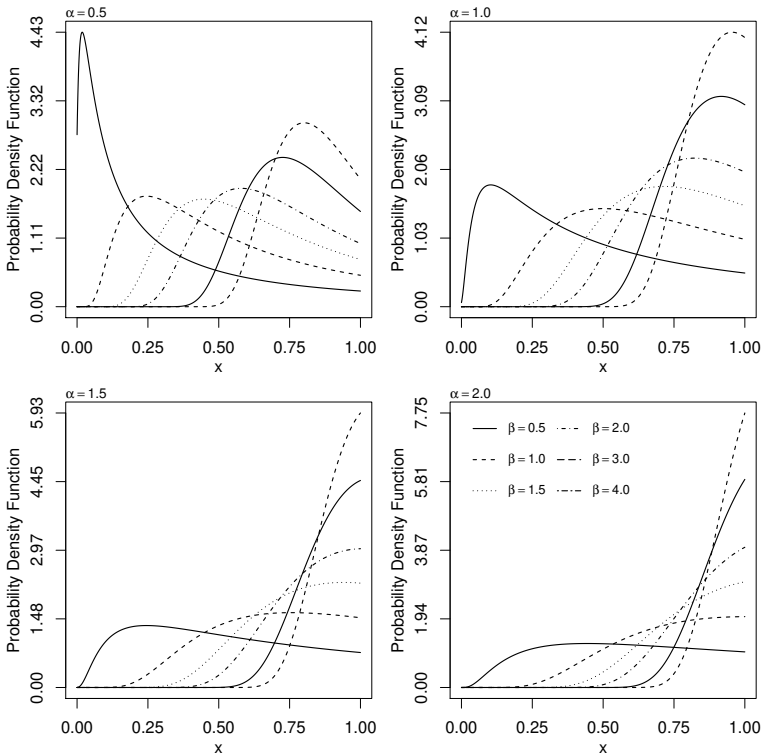 α = 0.5
Probability Density Function
4.43
3.32
2.22
1.11
0.00
0.00 0.25 0.50 0.75 1.00
x
α = 1.0
Probability Density Function
4.12
3.09
2.06
1.03
0.00
0.00 0.25 0.50 0.75 1.00
x
α = 1.5
Probability Density Function
5.93
4.45
2.97
1.48
0.00
0.00 0.25 0.50 0.75 1.00
x
α = 2.0
Probability Density Function
7.75
5.81
3.87
1.94
0.00
β = 0.5 β = 2.0
β = 1.0 β = 3.0
β = 1.5 β = 4.0
0.00 0.25 0.50 0.75 1.00
x